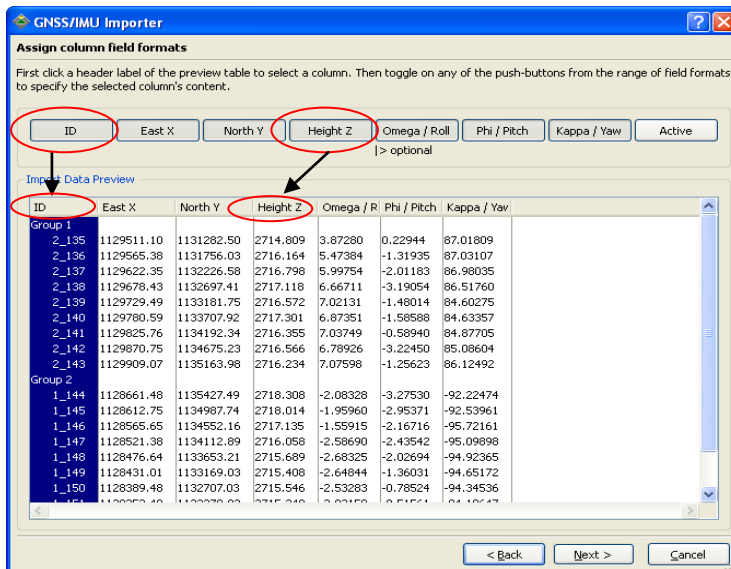 GNSS/IMU Importer
Assign column field formats
First click a header label of the preview table to select a column. Then toggle on any of the push-buttons from the range of field formats
to specify the selected column's content.
ID East X North Y Height Z Omega / Roll Phi / Pitch Kappa / Yaw Active
|> optional
Import Data Preview
ID East X North Y Height Z Omega / R Phi / Pitch Kappa / Yaw
Group 1
2_135 1129511.10 1131282.50 2714.809 3.87280 0.22944 87.01809
2_136 1129565.38 1131756.03 2716.164 5.47384 -1.31935 87.03107
2_137 1129622.35 1132226.58 2716.798 5.99754 -2.01183 86.98035
2_138 1129678.43 1132697.41 2717.118 6.66711 -3.19054 86.51760
2_139 1129729.49 1133181.75 2716.572 7.02131 -1.48014 84.60275
2_140 1129780.59 1133707.92 2717.301 6.87351 -1.58588 84.63357
2_141 1129825.76 1134192.34 2716.355 7.03749 -0.58940 84.87705
2_142 1129870.75 1134675.23 2716.566 6.78926 -3.22450 85.08604
2_143 1129909.07 1135163.98 2716.234 7.07598 -1.25623 86.12492
Group 2
1_144 1128661.48 1135427.49 2718.308 -2.08328 -3.27530 -92.22474
1_145 1128612.75 1134987.74 2718.014 -1.95960 -2.95371 -92.53961
1_146 1128565.65 1134552.16 2717.135 -1.55915 -2.16716 -95.72161
1_147 1128521.38 1134112.89 2716.058 -2.58690 -2.43542 -95.09898
1_148 1128476.64 1133653.21 2715.689 -2.68325 -2.02694 -94.92365
1_149 1128431.01 1133169.03 2715.408 -2.64844 -1.36031 -94.65172
1_150 1128389.48 1132707.03 2715.546 -2.53283 -0.78524 -94.34536
< Back Next > Cancel